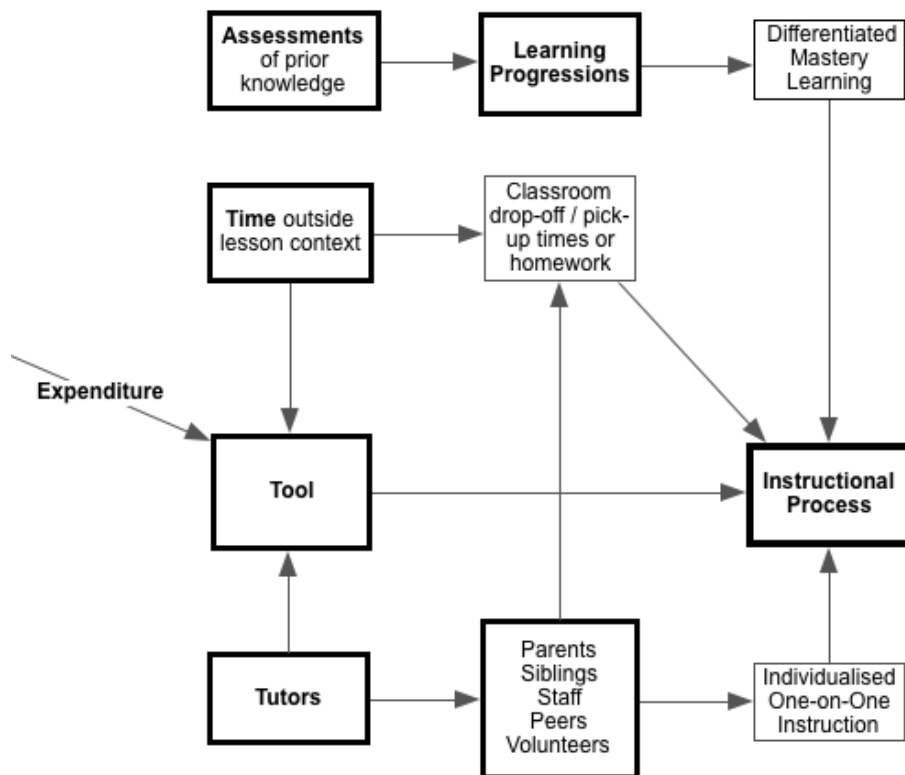 Assessments
of prior
knowledge
Learning
Progressions
Differentiated
Mastery
Learning
Time outside
lesson context
Classroom
drop-off / pick-
up times or
homework
Expenditure
Tool
Instructional
Process
Tutors
Parents
Siblings
Staff
Peers
Volunteers
Individualised
One-on-One
Instruction